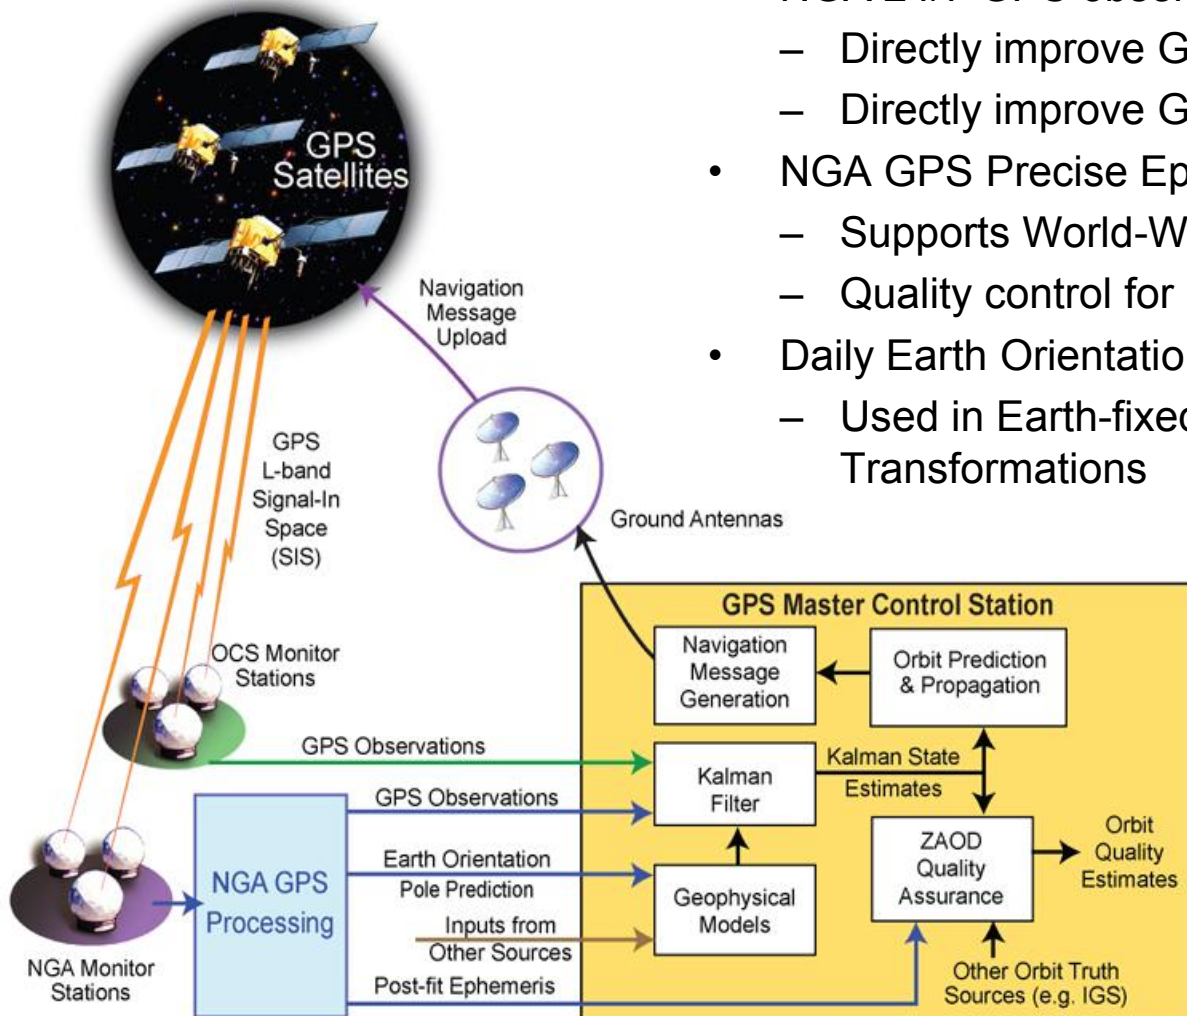 – Directly improve G
– Directly improve G
• NGA GPS Precise Ep
– Supports World-W
– Quality control for
• Daily Earth Orientatio
– Used in Earth-fixed
Transformations
GPS
Satellites
Navigation
Message
Upload
GPS
L-band
Signal-In
Space
(SIS)
Ground Antennas
OCS Monitor
Stations
GPS Master Control Station
Navigation
Message
Generation
Orbit Prediction
& Propagation
GPS Observations
Kalman
Filter
Kalman State
Estimates
GPS Observations
NGA GPS
Processing
Earth Orientation
Pole Prediction
Geophysical
Models
ZAOD
Quality
Assurance
Orbit
Quality
Estimates
Inputs from
Other Sources
NGA Monitor
Stations
Post-fit Ephemeris
Other Orbit Truth
Sources (e.g. IGS)